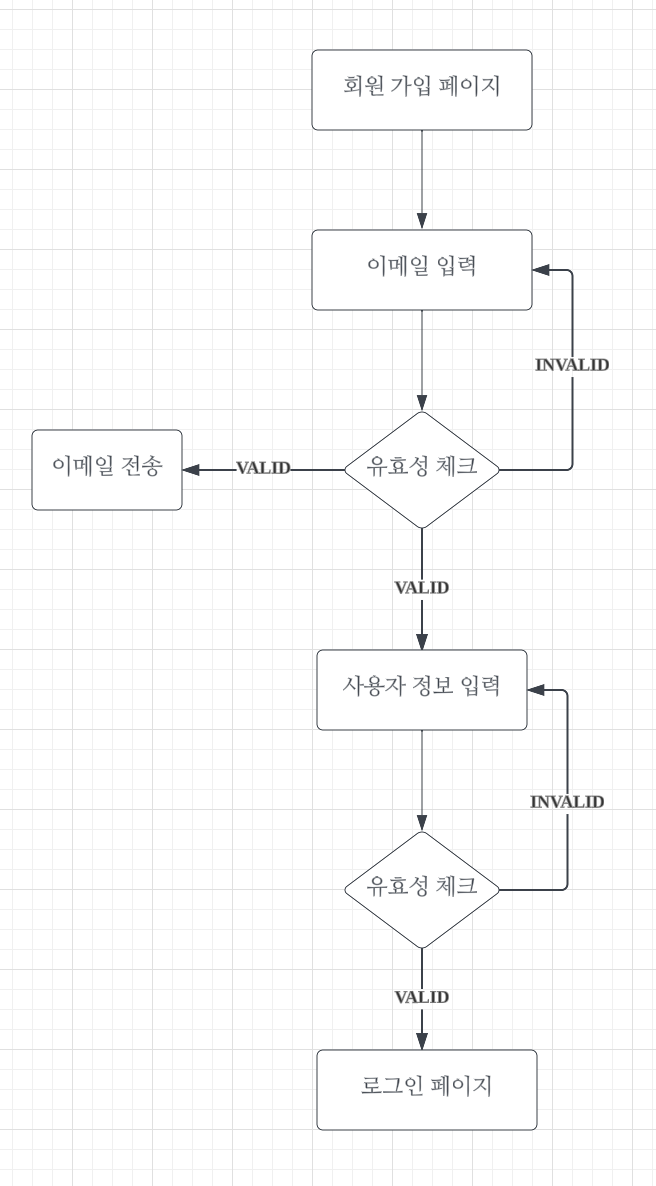 회원 가입 페이지
이메일 입력
INVALID
이메일 전송
VALID
유효성 체크
VALID
사용자 정보 입력
INVALID
유효성 체크
VALID
로그인 페이지